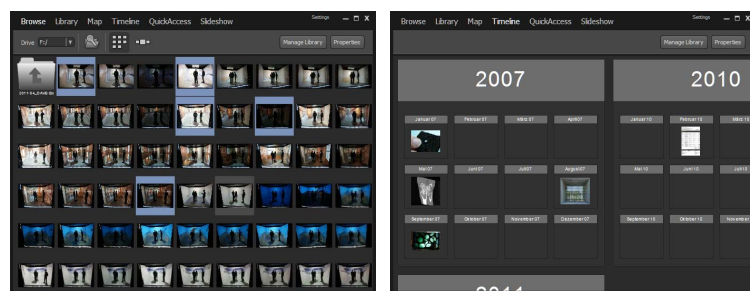 Browse Library Map Timeline QuickAccess Slideshow
Settings
Drive F:/
Manage Library Properties
Browse Library Map Timeline QuickAccess Slideshow
Settings
Manage Library Properties
2007
2010
Januar 07 Februar 07 März 07 April 07
Januar 10 Februar 10 März 10
Mai 07 Juni 07 Juli 07 August 07
Mai 10 Juni 10 Juli 10
September 07 Oktober 07 November 07 Dezember 07
September 10 Oktober 10 November
2011